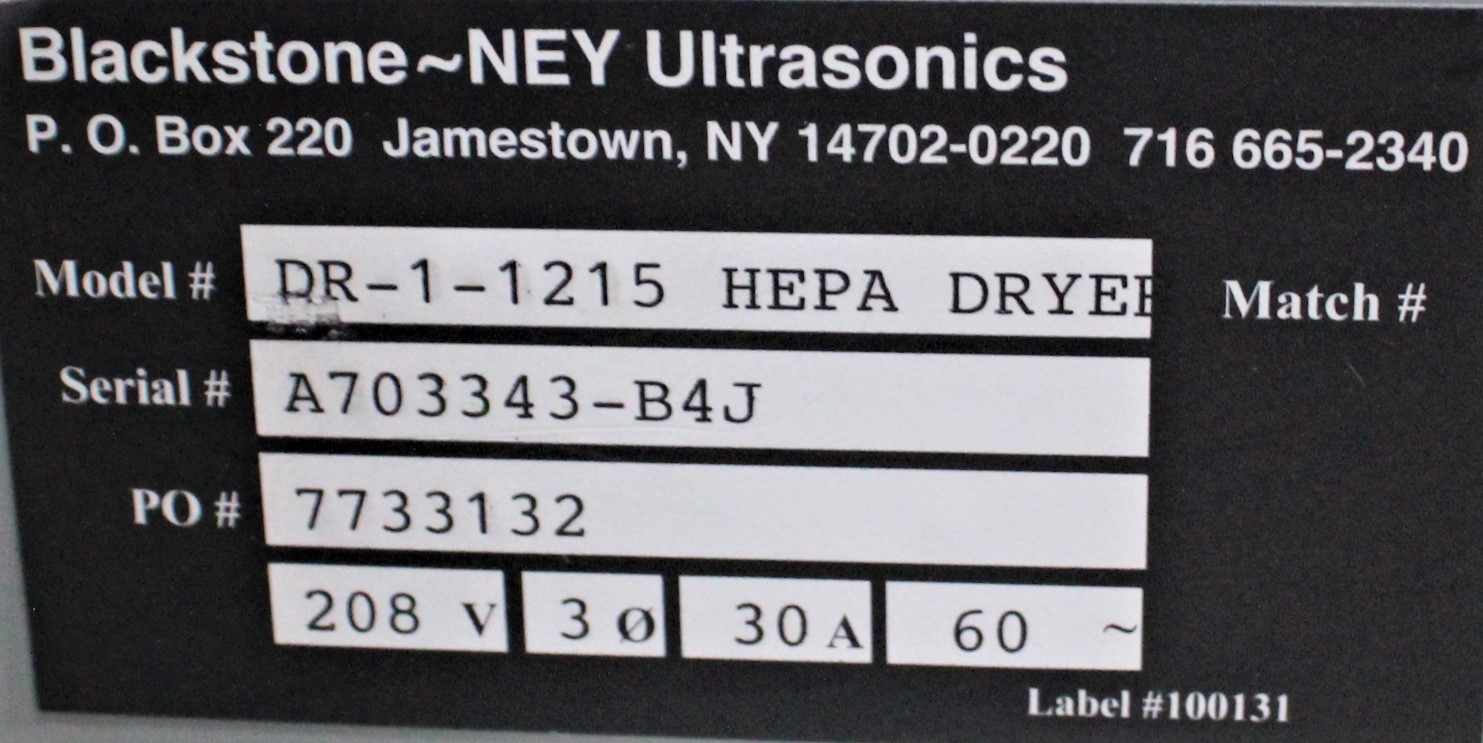 Blackstone~NEY Ultrasonics
P. O. Box 220 Jamestown, NY 14702-0220 716 665-2340
Model # DR-1-1215 HEPA DRYER Match #
Serial # A703343-B4J
PO # 7733132
208 V 3 Ø 30 A 60 ~
Label #100131